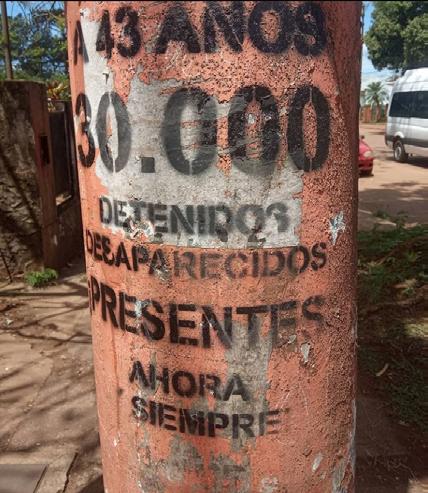 A 43 AÑOS
30.000
DETENIDOS
DESAPARECIDOS
PRESENTES
AHORA
SIEMPRE